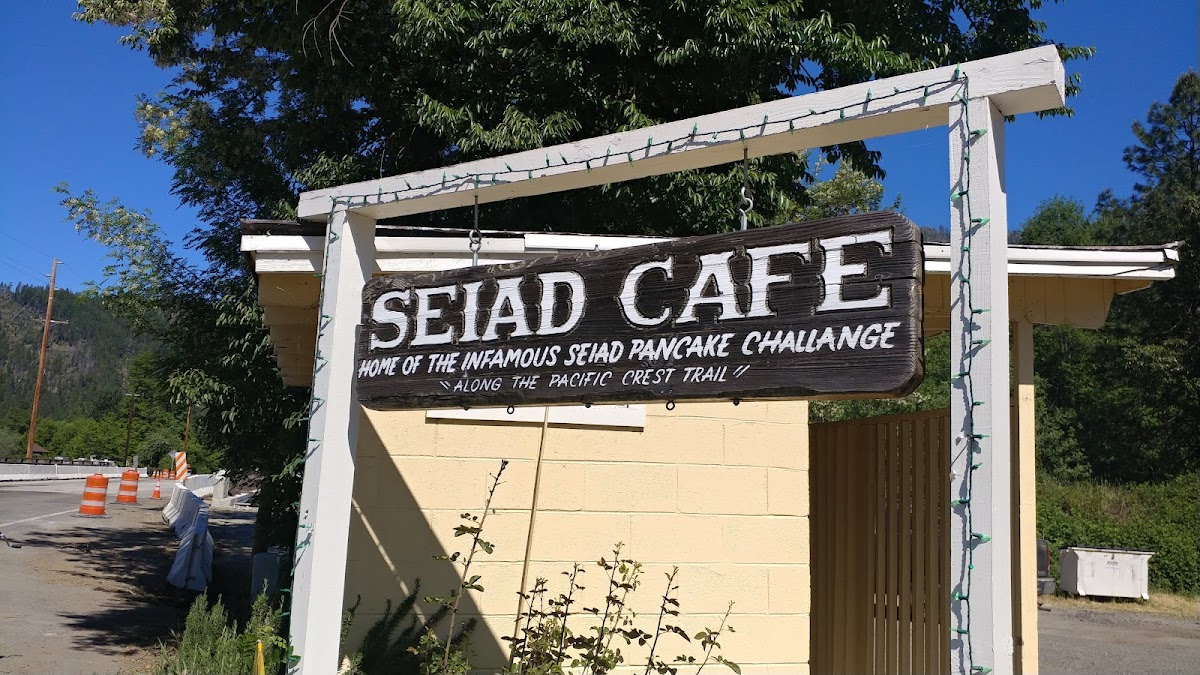 SEIAD CAFE
HOME OF THE INFAMOUS SEIAD PANCAKE CHALLANGE
"ALONG THE PACIFIC CREST TRAIL"